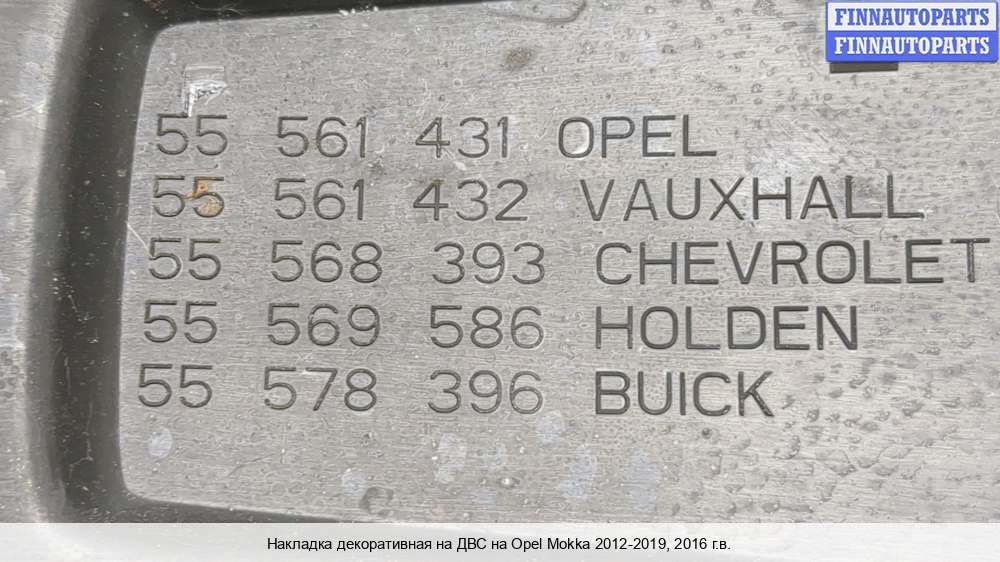 FINNAUTOPARTS
FINNAUTOPARTS
55 561 431 OPEL
55 561 432 VAUXHALL
55 568 393 CHEVROLET
55 569 586 HOLDEN
55 578 396 BUICK
Накладка декоративная на ДВС на Opel Mokka 2012-2019, 2016 г.в.